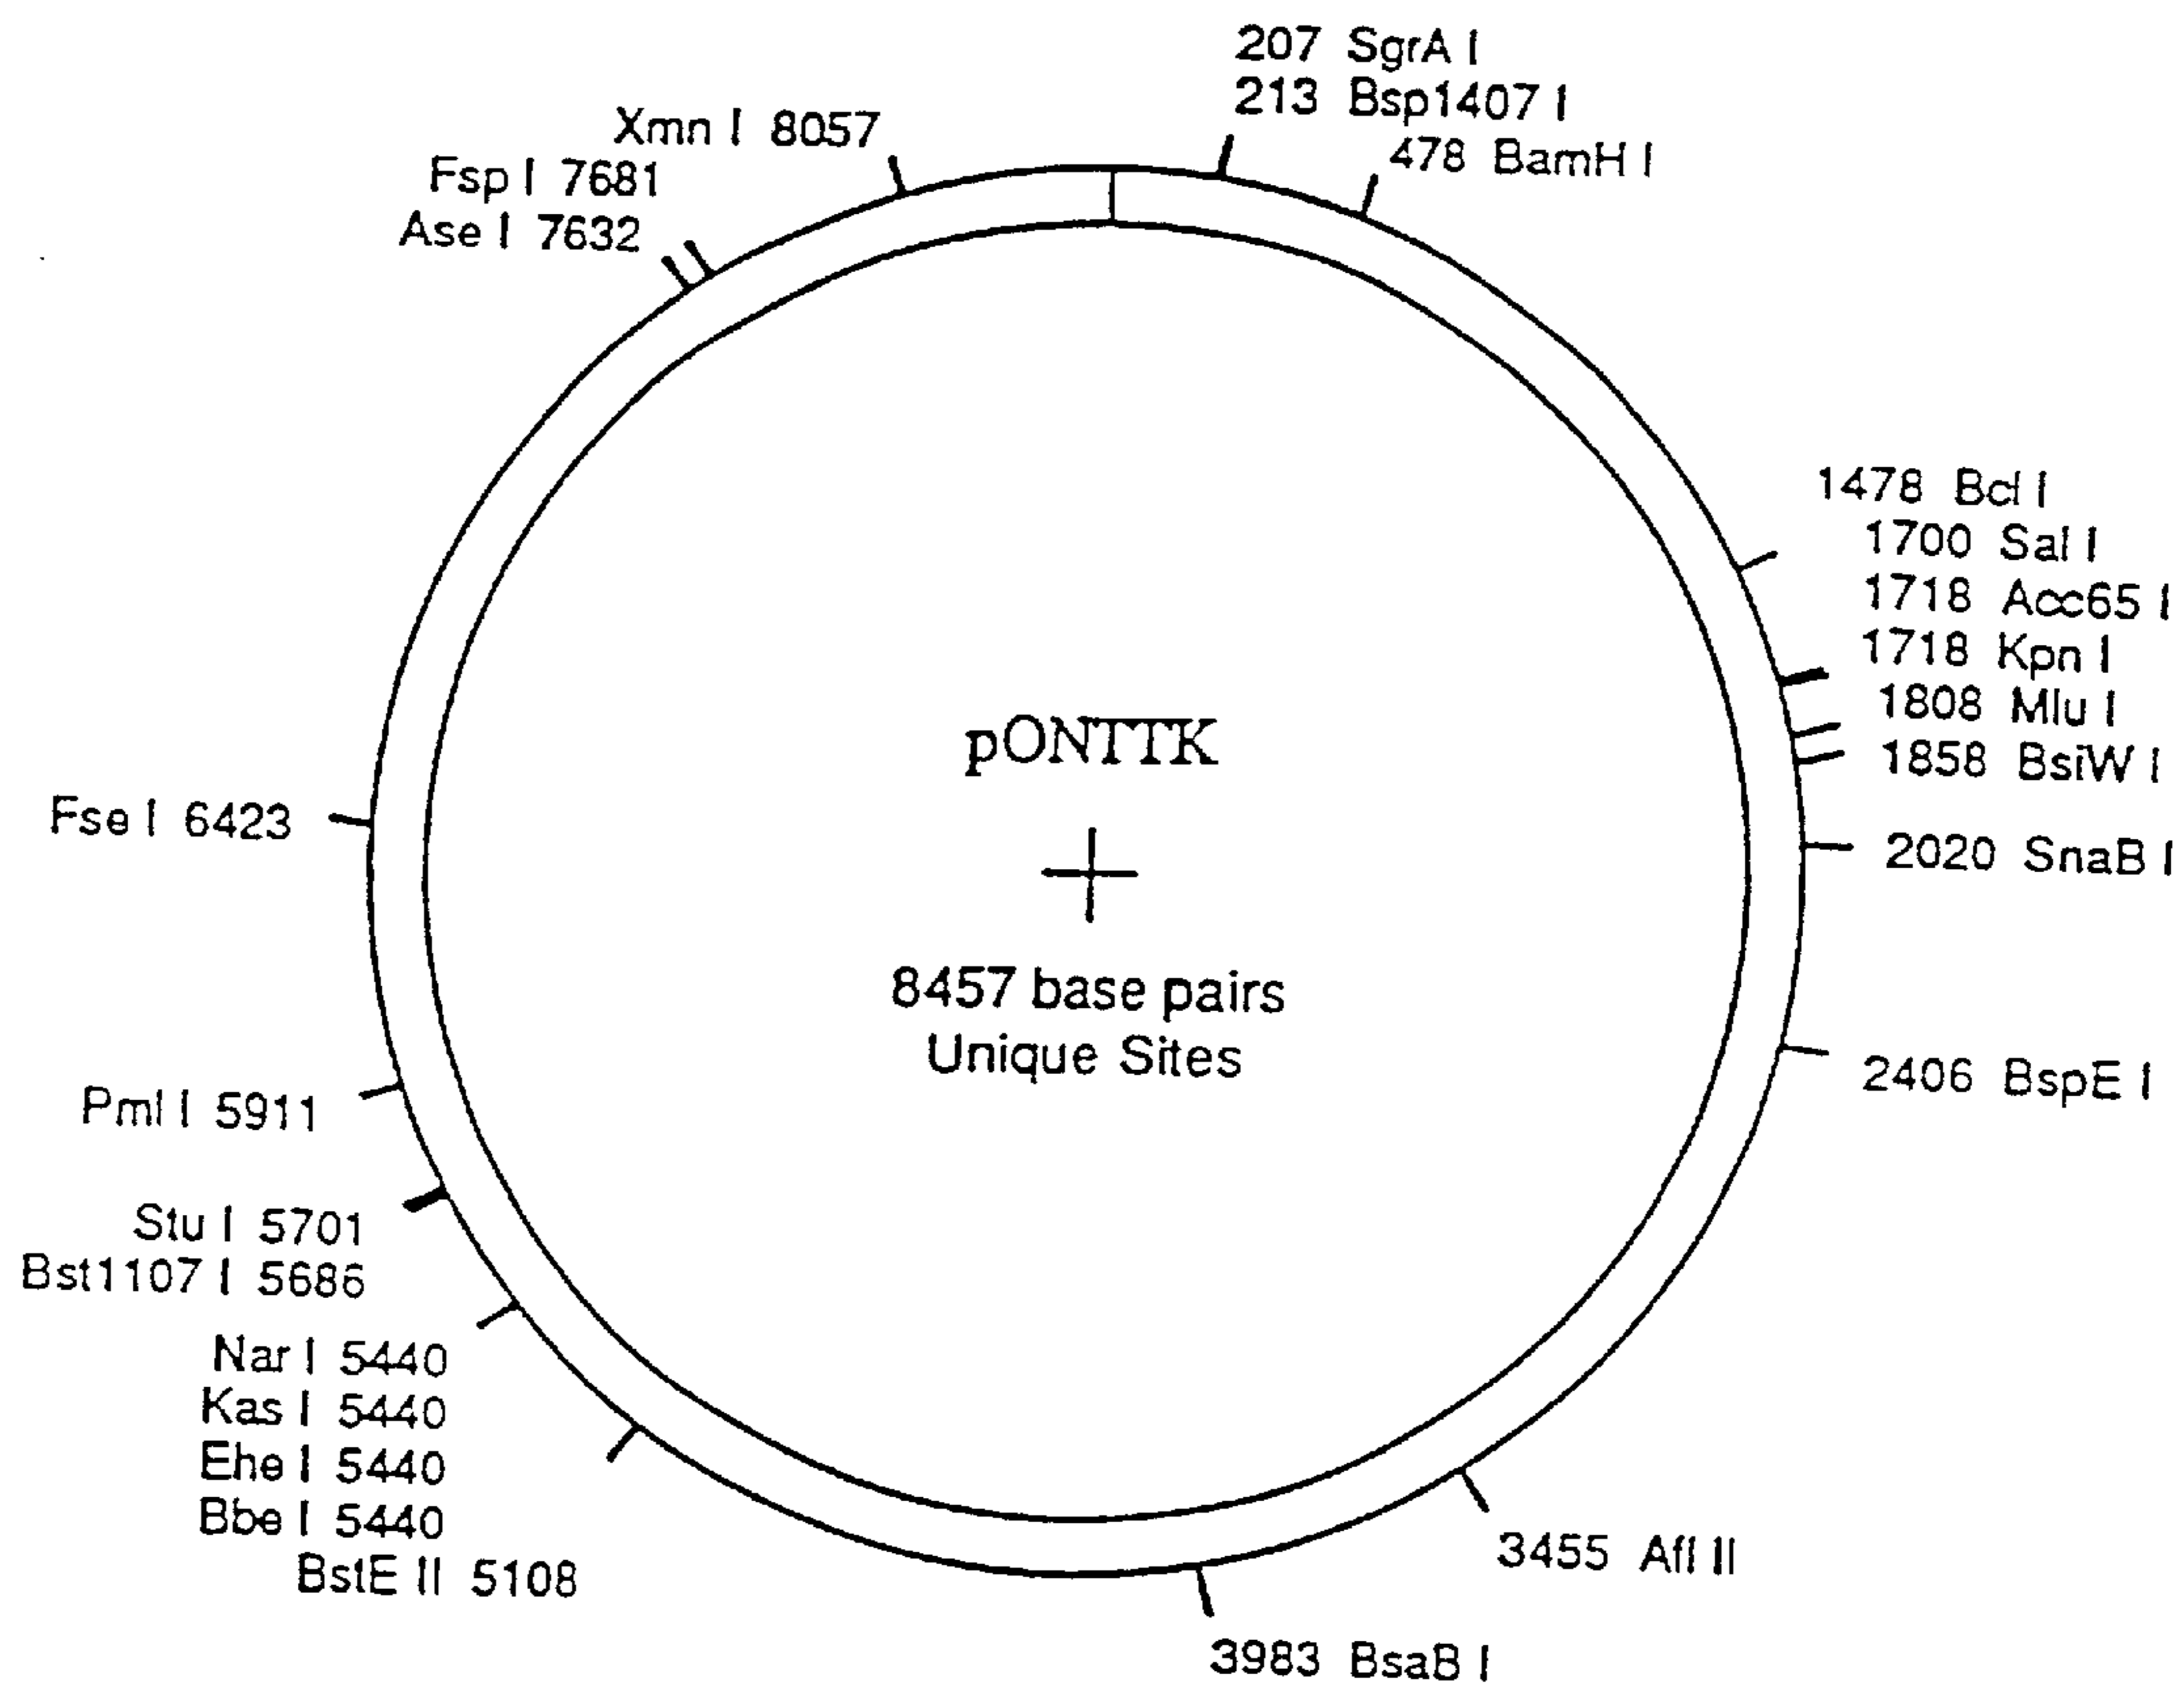 207 SgrA I
213 Bsp1407 I
478 BamH I
Xmn I 8057
Fsp I 7681
Ase I 7632
1478 Bcl I
1700 Sal I
1718 Acc65 I
1718 Kpn I
1808 Mlu I
1858 BsiW I
2020 SnaB I
2406 BspE I
3455 Afl II
3983 BsaB I
pONTTK
8457 base pairs
Unique Sites
Fse I 6423
Pml I 5911
Stu I 5701
Bst1107 I 5686
Nar I 5440
Kas I 5440
Ehe I 5440
Bbe I 5440
BstE II 5108